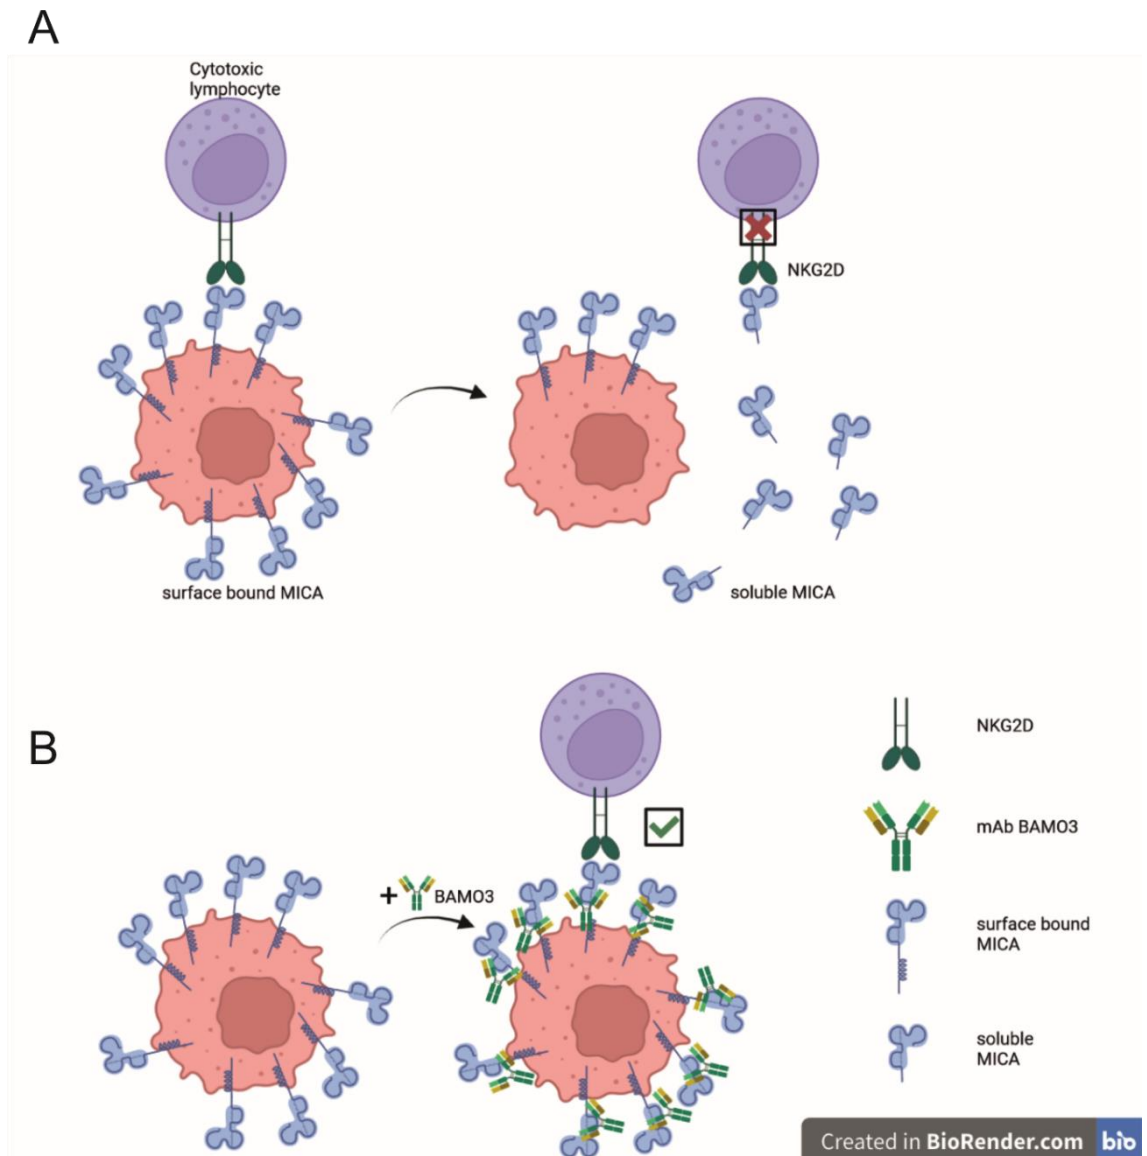 A
Cytotoxic
lymphocyte
NKG2D
surface bound MICA
soluble MICA
B
NKG2D
+ BAMO3
mAb BAMO3
surface bound
MICA
soluble
MICA
Created in BioRender.com bio